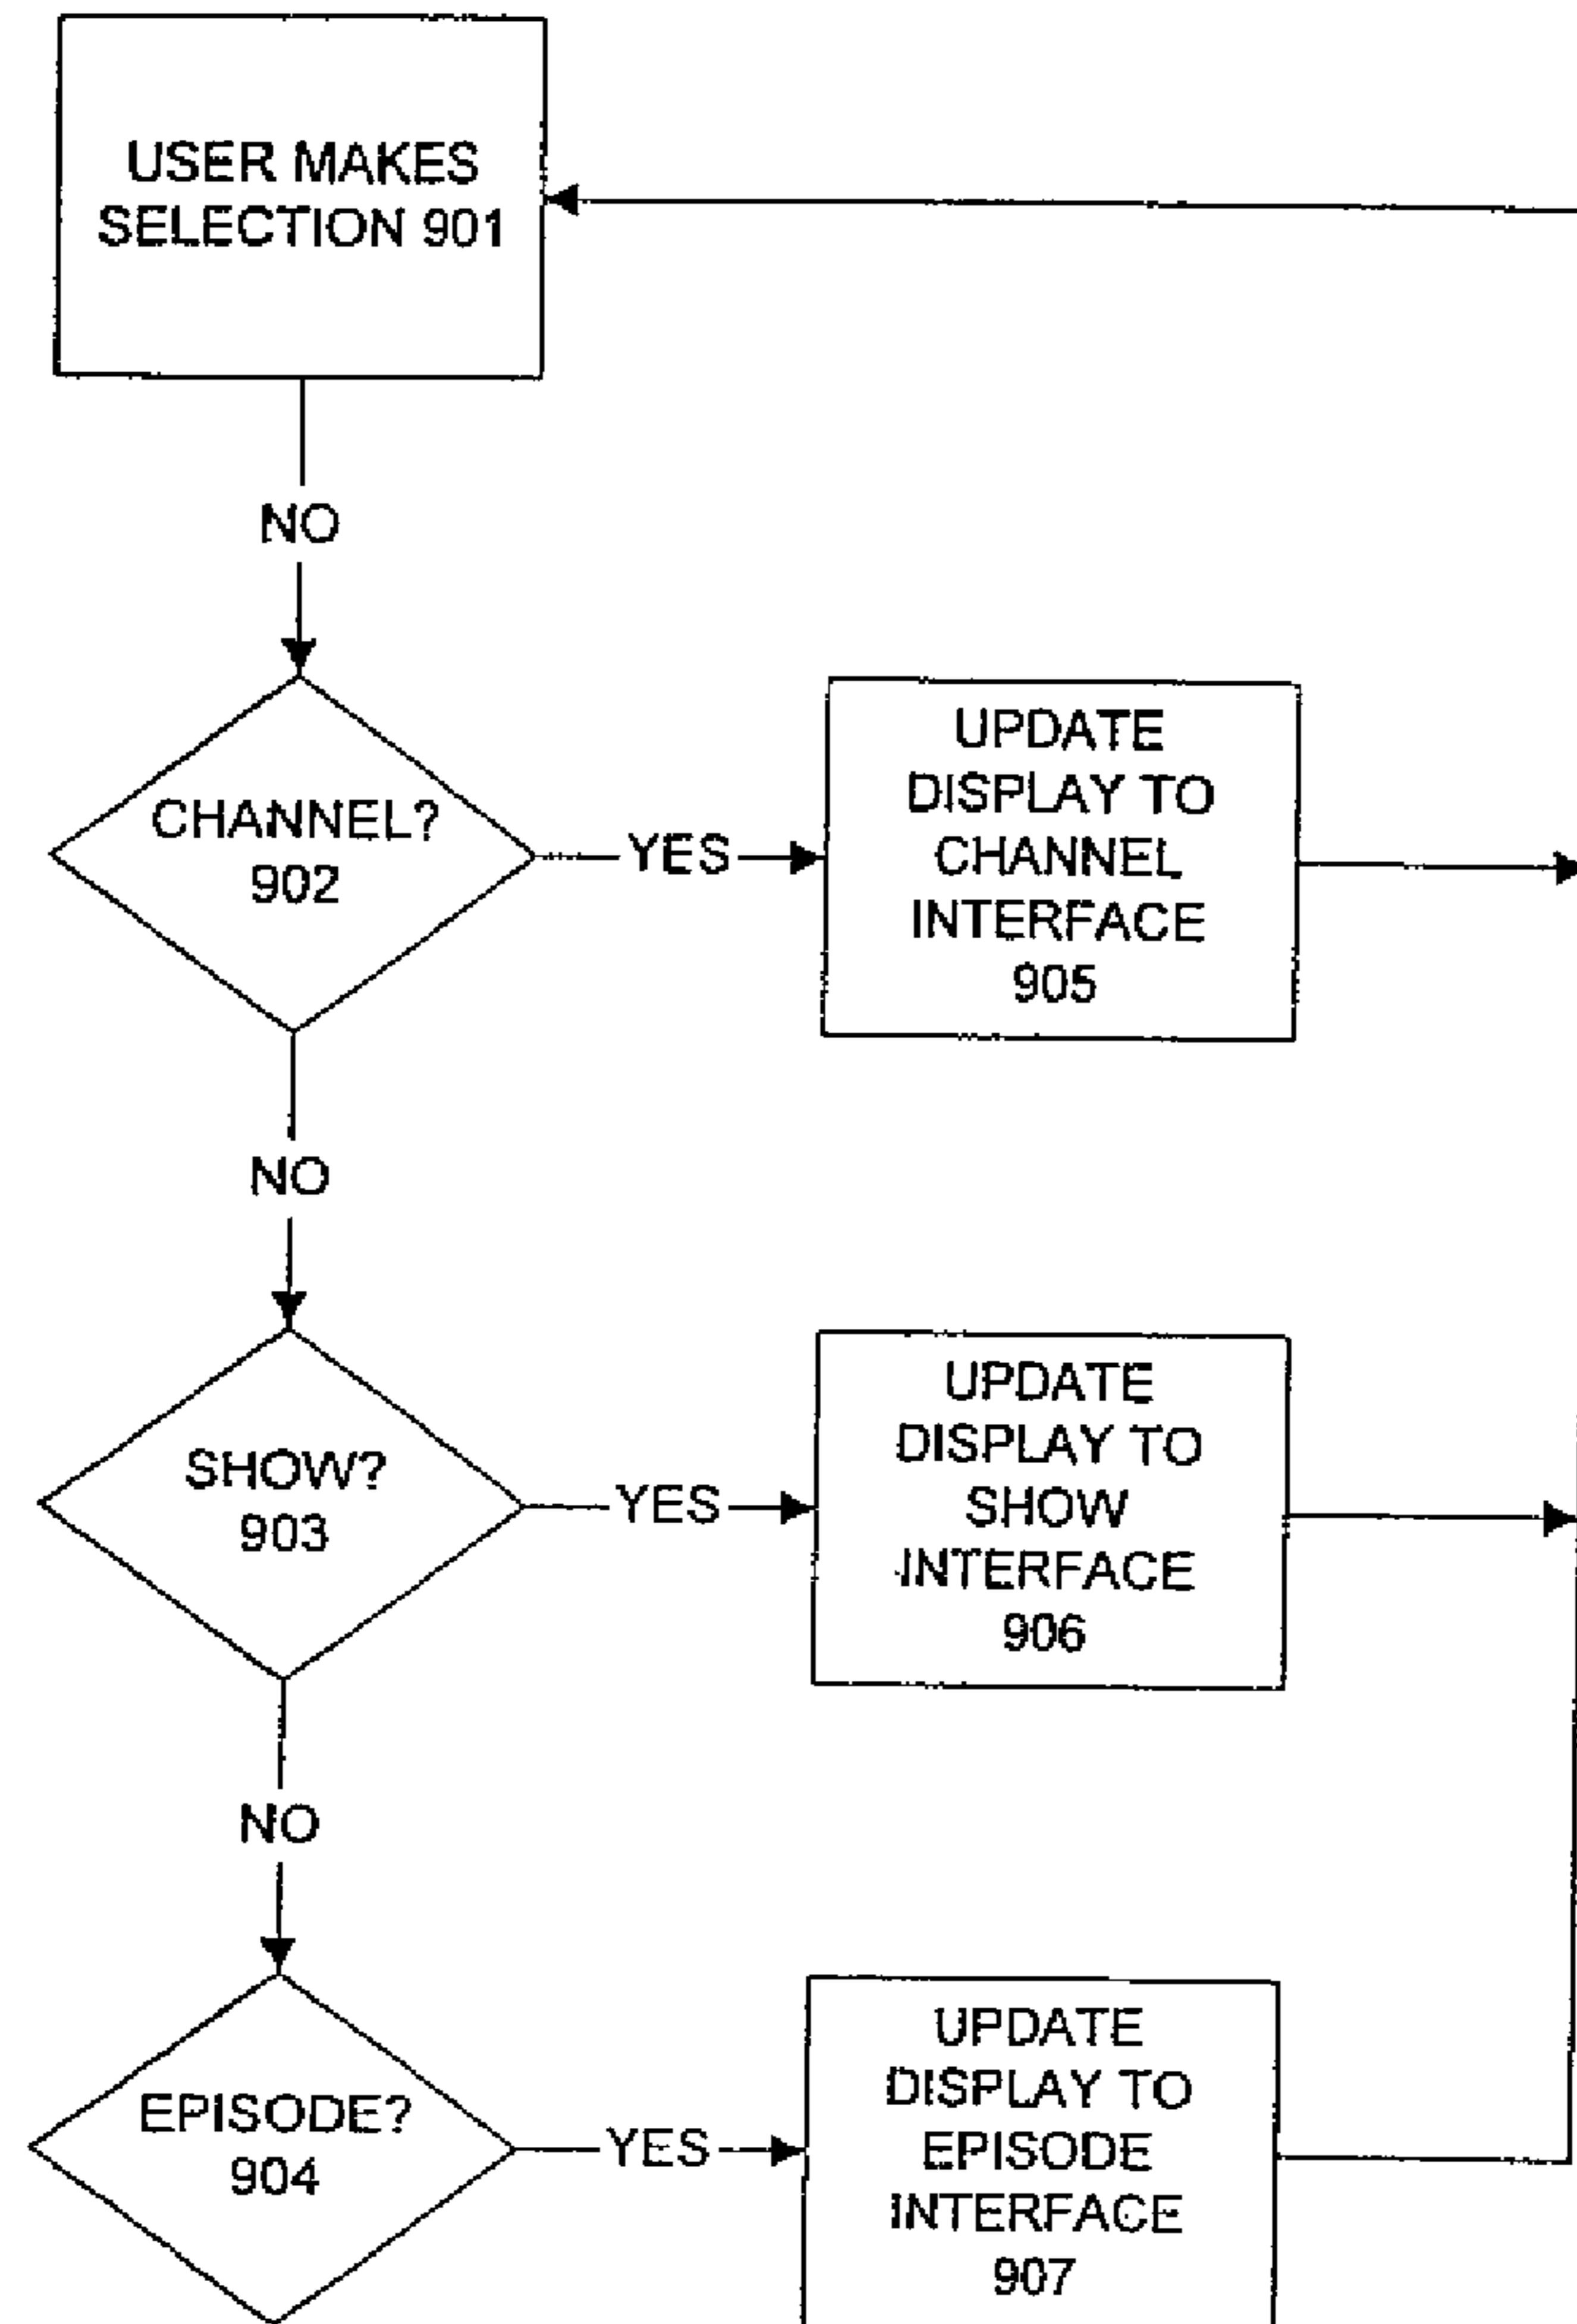 USER MAKES
SELECTION 901
NO
CHANNEL?
902
YES
UPDATE
DISPLAY TO
CHANNEL
INTERFACE
905
NO
SHOW?
903
YES
UPDATE
DISPLAY TO
SHOW
INTERFACE
906
NO
EPISODE?
904
YES
UPDATE
DISPLAY TO
EPISODE
INTERFACE
907